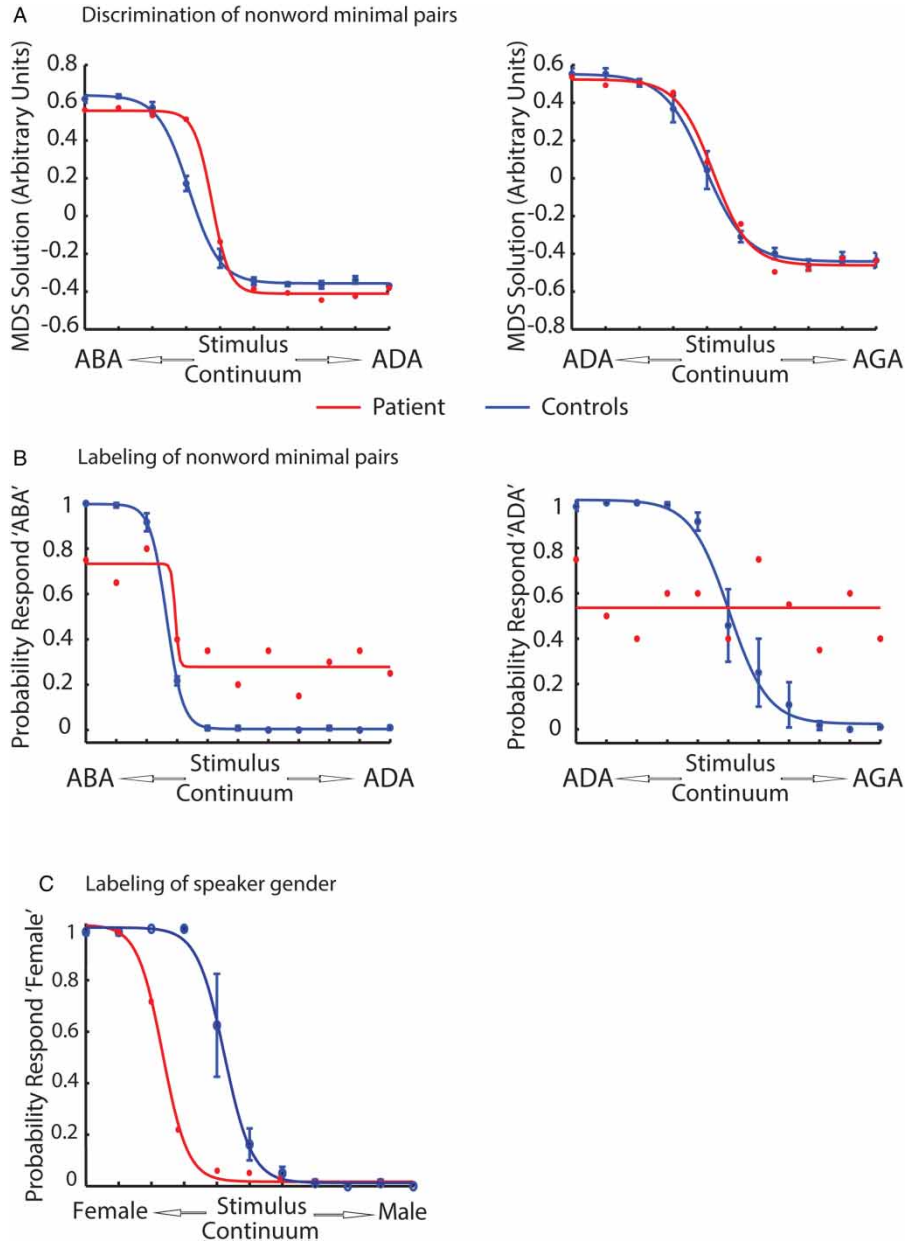 A Discrimination of nonword minimal pairs
MDS Solution (Arbitrary Units)
0.8
0.6
0.4
0.2
0
-0.2
-0.4
-0.6
ABA
Stimulus
Continuum
ADA
MDS Solution (Arbitrary Units)
0.6
0.4
0.2
0
-0.2
-0.4
-0.6
-0.8
ADA
Stimulus
Continuum
AGA
Patient
Controls
B Labeling of nonword minimal pairs
Probability Respond 'ABA'
1
0.8
0.6
0.4
0.2
0
ABA
Stimulus
Continuum
ADA
Probability Respond 'ADA'
1
0.8
0.6
0.4
0.2
0
ADA
Stimulus
Continuum
AGA
C Labeling of speaker gender
Probability Respond 'Female'
1
0.8
0.6
0.4
0.2
0
Female
Stimulus
Continuum
Male